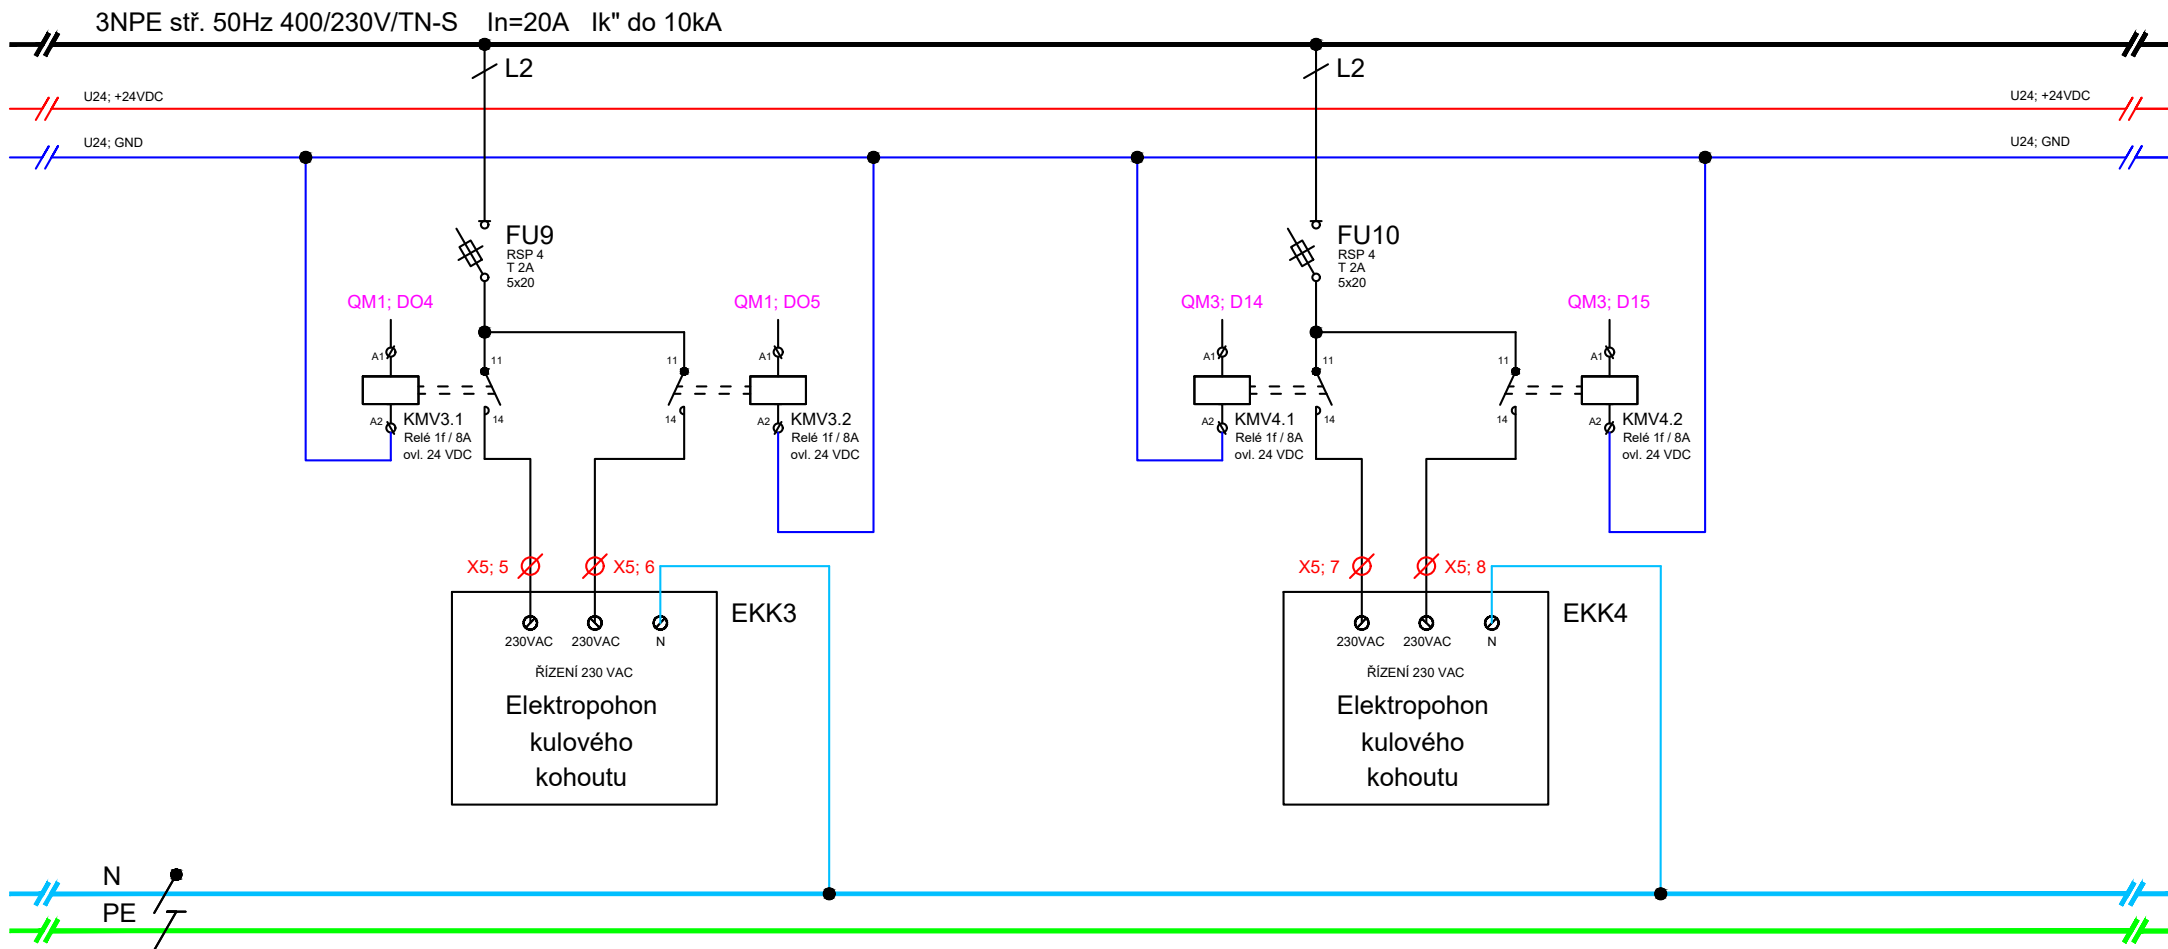 3NPE stř. 50Hz 400/230V/TN-S In=20A Ik" do 10kA
L2
L2
U24; +24VDC
U24; +24VDC
U24; GND
U24; GND
FU9
RSP 4
T 2A
5x20
FU10
RSP 4
T 2A
5x20
QM1; DO4
QM1; DO5
QM3; D14
QM3; D15
A1
11
11
A1
A1
11
11
A1
A2
KMV3.1
Relé 1f / 8A
ovl. 24 VDC
14
14
A2
KMV3.2
Relé 1f / 8A
ovl. 24 VDC
A2
KMV4.1
Relé 1f / 8A
ovl. 24 VDC
14
14
A2
KMV4.2
Relé 1f / 8A
ovl. 24 VDC
X5; 5
X5; 6
X5; 7
X5; 8
EKK3
230VAC
230VAC
N
ŘÍZENÍ 230 VAC
Elektropohon
kulového
kohoutu
EKK4
230VAC
230VAC
N
ŘÍZENÍ 230 VAC
Elektropohon
kulového
kohoutu
N
PE